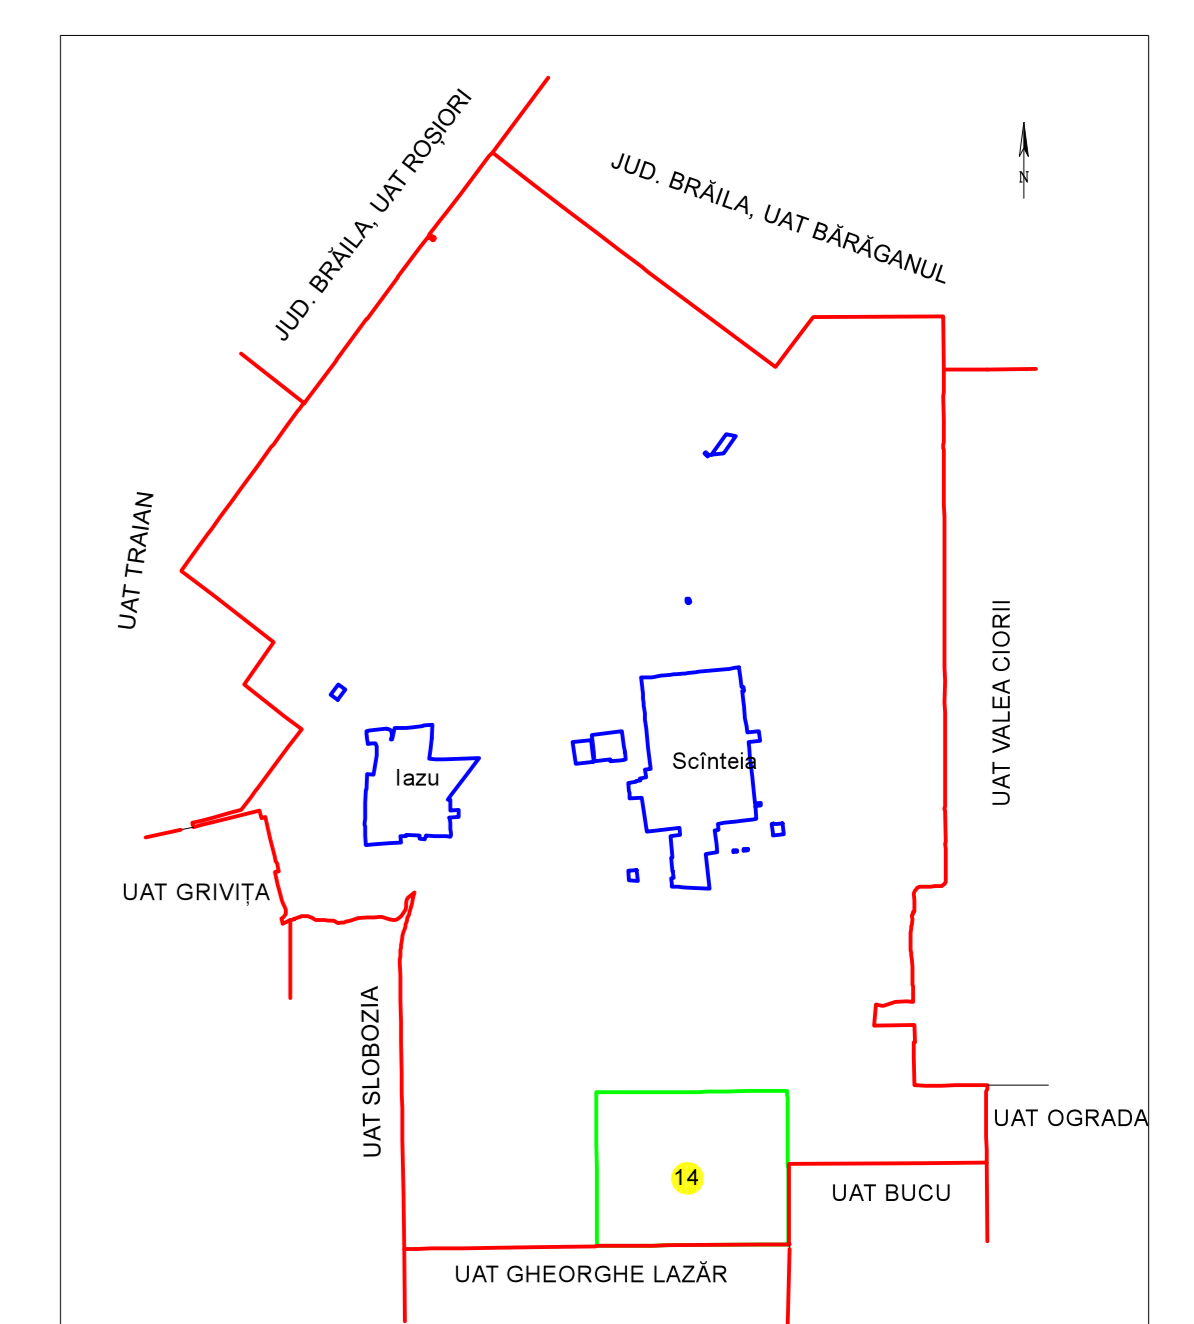 JUD. BRĂILA, UAT ROȘIORI
JUD. BRĂILA, UAT BĂRĂGANUL
N
UAT TRAIAN
UAT VALEA CIORII
Scînteia
Iazu
UAT GRIVIȚA
UAT SLOBOZIA
UAT OGRADA
14
UAT BUCU
UAT GHEORGHE LAZĂR